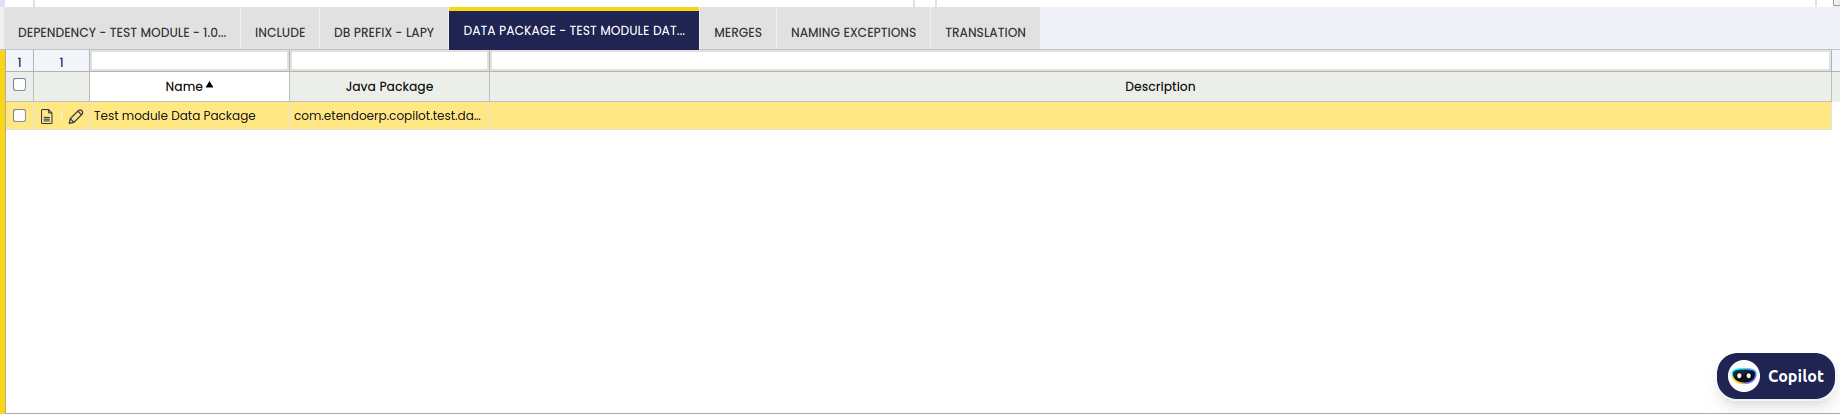 DEPENDENCY - TEST MODULE - 1.0... INCLUDE DB PREFIX - LAPY DATA PACKAGE - TEST MODULE DAT... MERGES NAMING EXCEPTIONS TRANSLATION
1 1
Name Java Package Description
Test module Data Package com.etendoerp.copilot.test.da...
Copilot